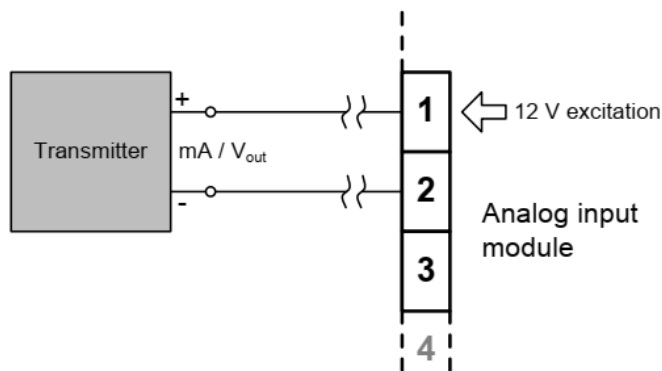 +
1
12 V excitation
Transmitter
mA / Vout
-
2
Analog input
module
3
4